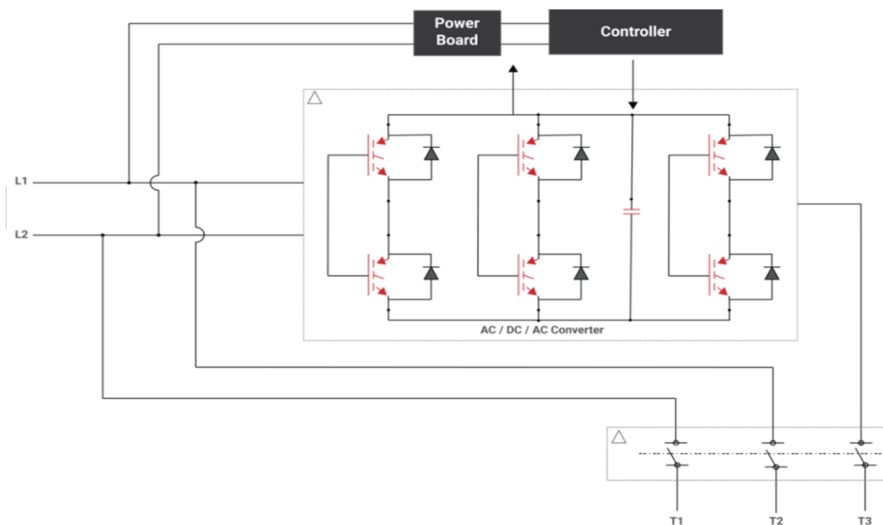 Power
Board
Controller
L1
L2
AC / DC / AC Converter
T1
T2
T3